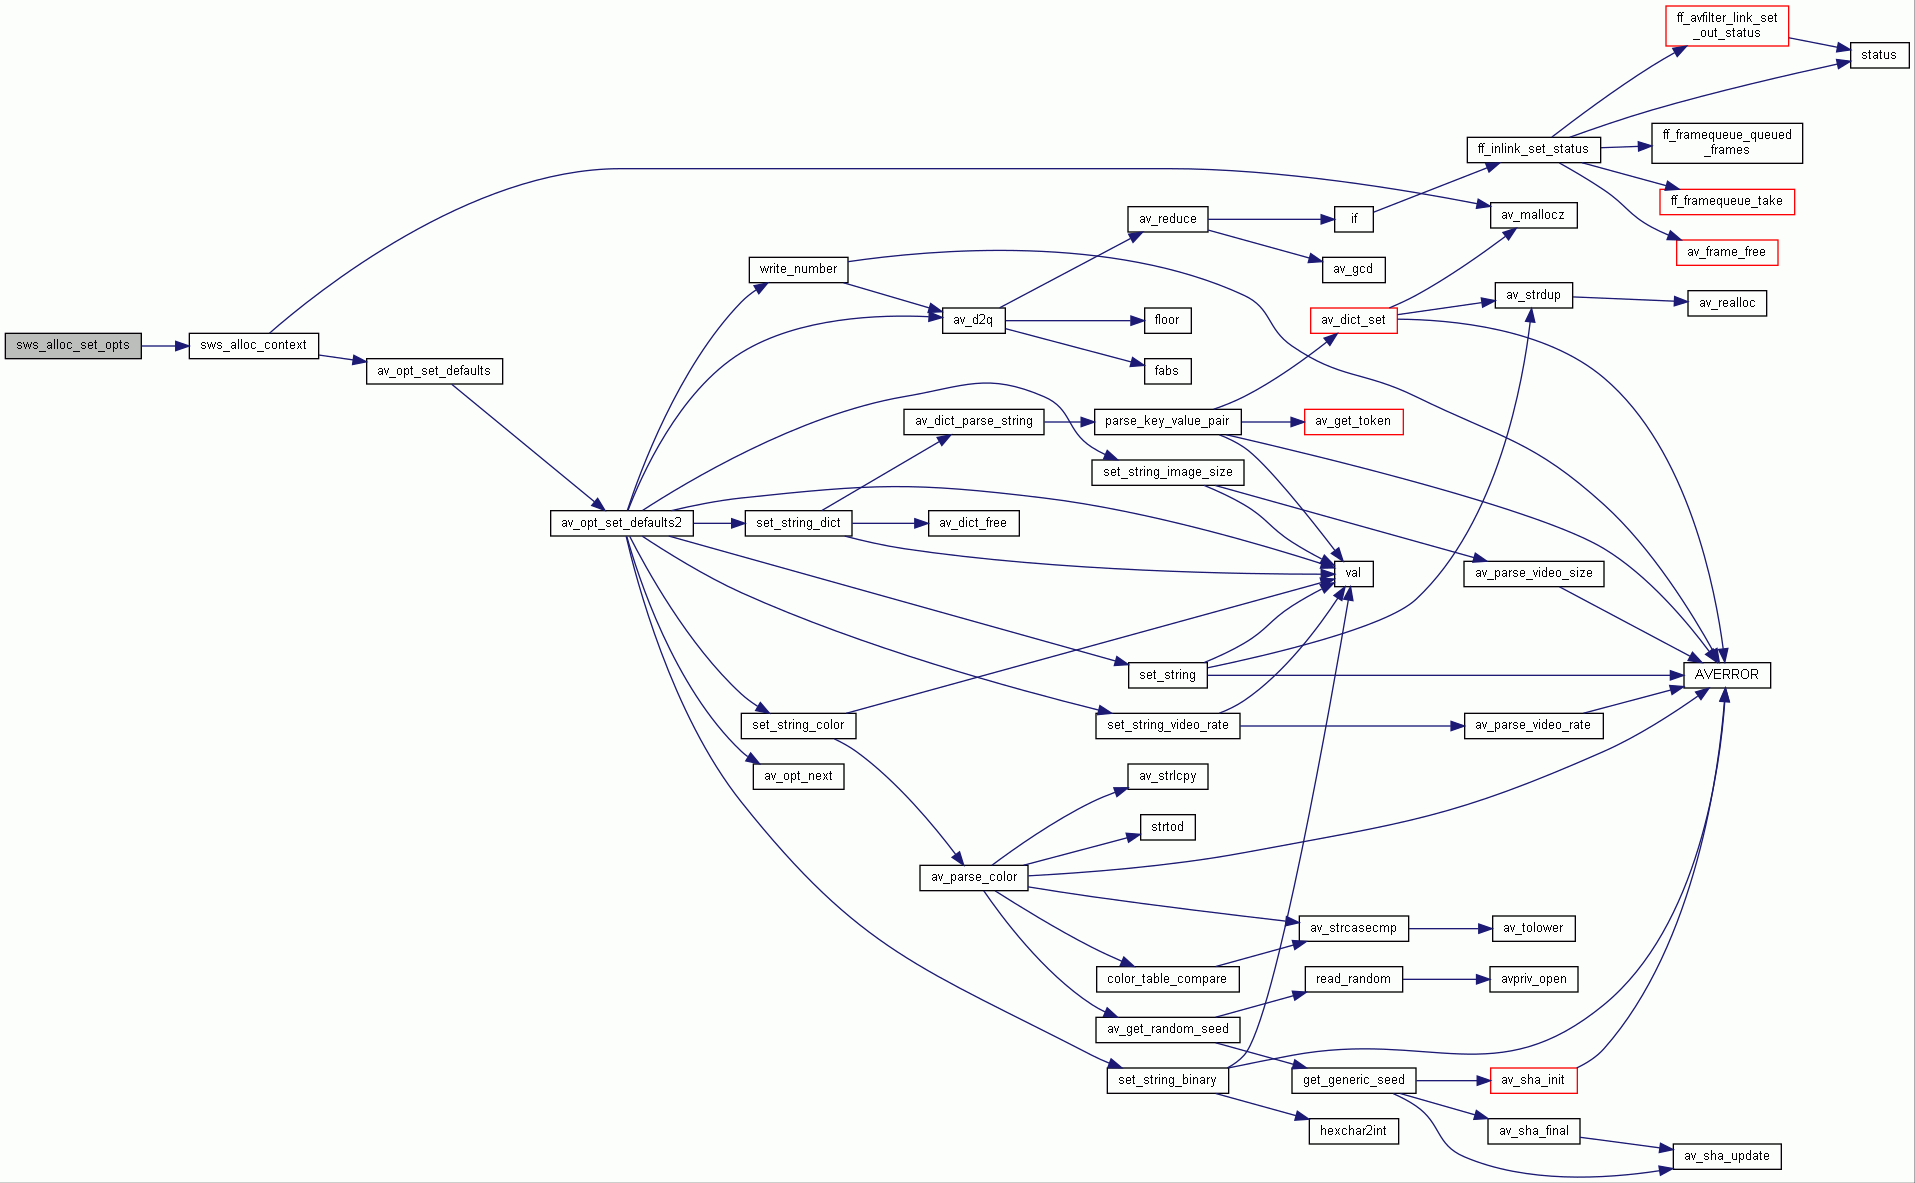 ff_avfilter_link_set
_out_status
status
ff_framequeue_queued
_frames
ff_inlink_set_status
ff_framequeue_take
av_mallocz
av_reduce
if
av_frame_free
write_number
av_gcd
av_strdup
av_realloc
av_d2q
floor
av_dict_set
sws_alloc_set_opts
sws_alloc_context
av_opt_set_defaults
fabs
av_dict_parse_string
parse_key_value_pair
av_get_token
set_string_image_size
av_opt_set_defaults2
set_string_dict
av_dict_free
val
av_parse_video_size
set_string
AVERROR
set_string_color
set_string_video_rate
av_parse_video_rate
av_opt_next
av_strlcpy
strtod
av_parse_color
av_strcasecmp
av_tolower
color_table_compare
read_random
avpriv_open
av_get_random_seed
set_string_binary
get_generic_seed
av_sha_init
hexchar2int
av_sha_final
av_sha_update